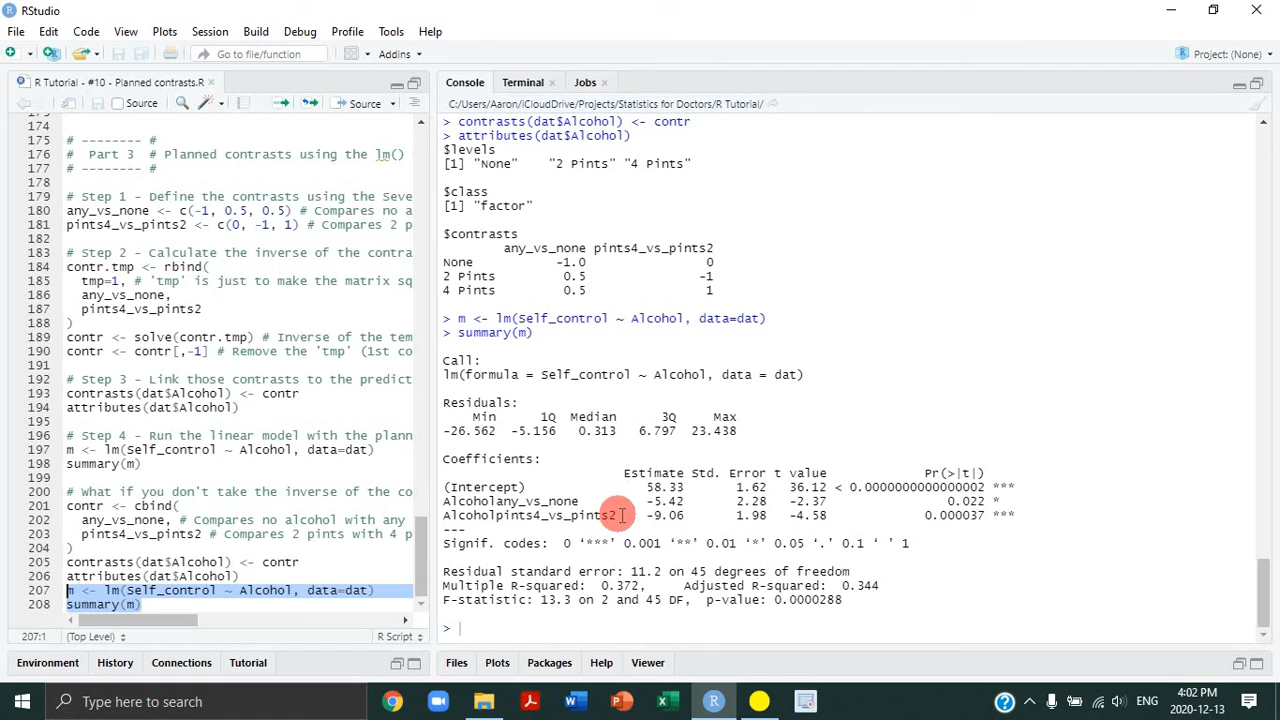 RStudio
File Edit Code View Plots Session Build Debug Profile Tools Help
Go to file/function Addins Project: (None)
R Tutorial - #10 - Planned contrasts.R
Source Source
173
174
175 # -------- #
176 # Part 3 # Planned contrasts using the lm()
177 # -------- #
178
179 # Step 1 - Define the contrasts using the Seve
180 any_vs_none <- c(-1, 0.5, 0.5) # Compares no a
181 pints4_vs_pints2 <- c(0, -1, 1) # Compares 2 p
182
183 # Step 2 - Calculate the inverse of the contra
184 contr.tmp <- rbind(
185 tmp=1, # 'tmp' is just to make the matrix sq
186 any_vs_none,
187 pints4_vs_pints2
188 )
189 contr <- solve(contr.tmp) # Inverse of the tem
190 contr <- contr[,-1] # Remove the 'tmp' (1st co
191
192 # Step 3 - Link those contrasts to the predict
193 contrasts(dat$Alcohol) <- contr
194 attributes(dat$Alcohol)
195
196 # Step 4 - Run the linear model with the plann
197 m <- lm(Self_control ~ Alcohol, data=dat)
198 summary(m)
199
200 # What if you don't take the inverse of the co
201 contr <- cbind(
202 any_vs_none, # Compares no alcohol with any
203 pints4_vs_pints2 # Compares 2 pints with 4 p
204 )
205 contrasts(dat$Alcohol) <- contr
206 attributes(dat$Alcohol)
207 m <- lm(Self_control ~ Alcohol, data=dat)
208 summary(m)
207:1 (Top Level) R Script
Environment History Connections Tutorial
Console Terminal Jobs
C:/Users/Aaron/iCloudDrive/Projects/Statistics for Doctors/R Tutorial/
> contrasts(dat$Alcohol) <- contr
> attributes(dat$Alcohol)
$levels
[1] "None" "2 Pints" "4 Pints"
$class
[1] "factor"
$contrasts
any_vs_none pints4_vs_pints2
None -1.0 0
2 Pints 0.5 -1
4 Pints 0.5 1
> m <- lm(Self_control ~ Alcohol, data=dat)
> summary(m)
Call:
lm(formula = Self_control ~ Alcohol, data = dat)
Residuals:
Min 1Q Median 3Q Max
-26.562 -5.156 0.313 6.797 23.438
Coefficients:
Estimate Std. Error t value Pr(>|t|)
(Intercept) 58.33 1.62 36.12 < 0.0000000000000002 ***
Alcoholany_vs_none -5.42 2.28 -2.37 0.022 *
Alcoholpints4_vs_pints2 -9.06 1.98 -4.58 0.000037 ***
---
Signif. codes: 0 ‘***’ 0.001 ‘**’ 0.01 ‘*’ 0.05 ‘.’ 0.1 ‘ ’ 1
Residual standard error: 11.2 on 45 degrees of freedom
Multiple R-squared: 0.372, Adjusted R-squared: 0.344
F-statistic: 13.3 on 2 and 45 DF, p-value: 0.0000288
>
Files Plots Packages Help Viewer
Type here to search
ENG
4:02 PM
2020-12-13